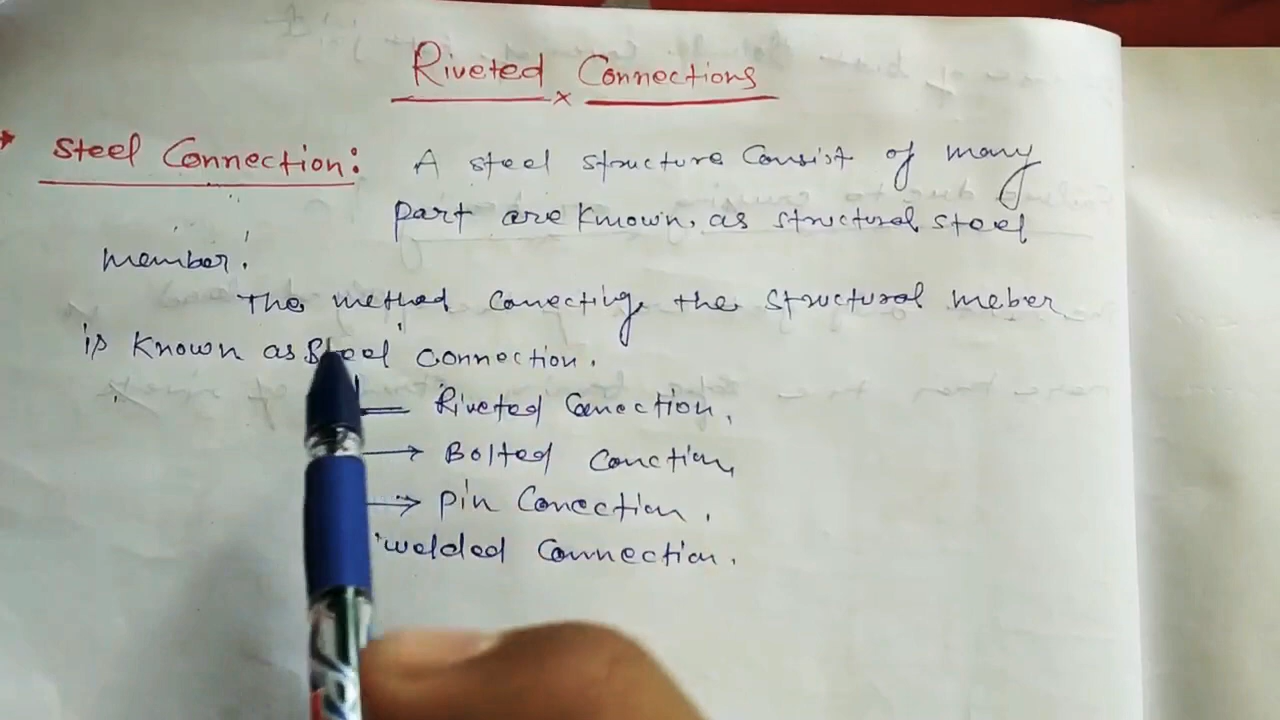 Riveted Connections
Steel Connection: A steel structure Consist of many
part are known as structural steel
member.
The method conecting the structural meber
is known as Steel connection.
Riveted Conection.
Bolted Conction,
Pin Conection.
welded Connection.